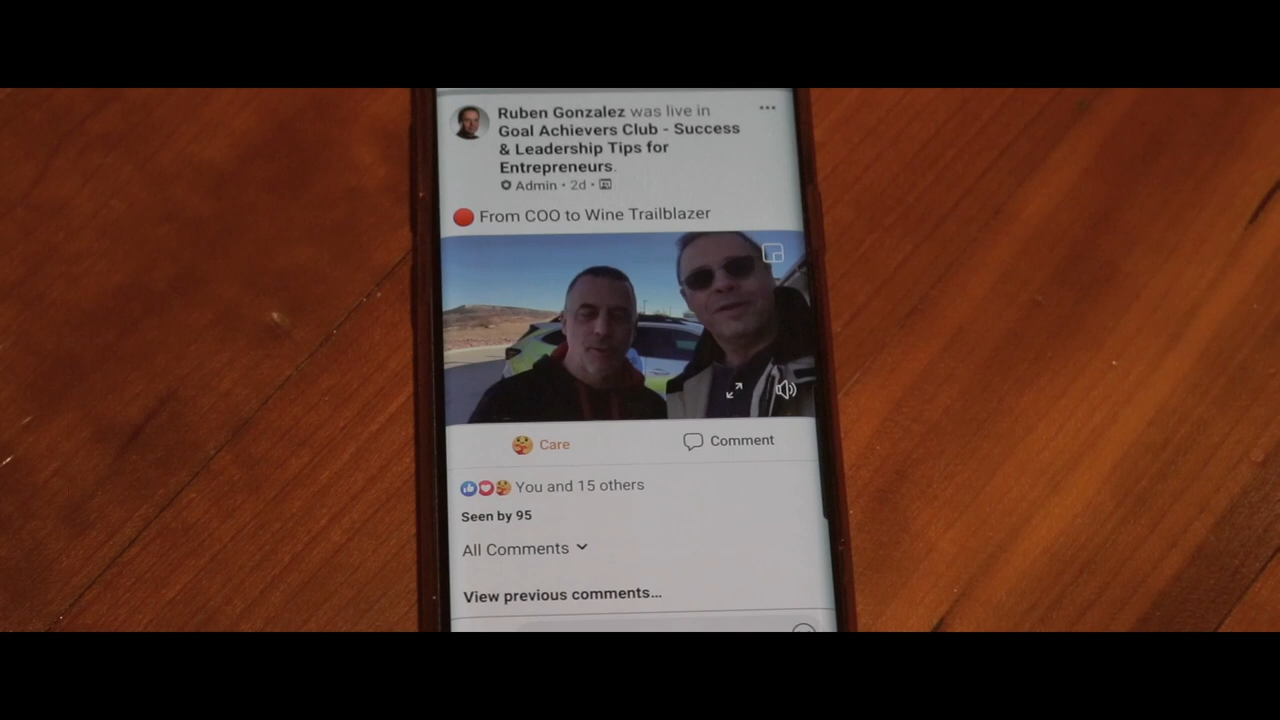 Ruben Gonzalez was live in
Goal Achievers Club - Success
& Leadership Tips for
Entrepreneurs.
Admin • 2d •
From COO to Wine Trailblazer
Care
Comment
You and 15 others
Seen by 95
All Comments
View previous comments...